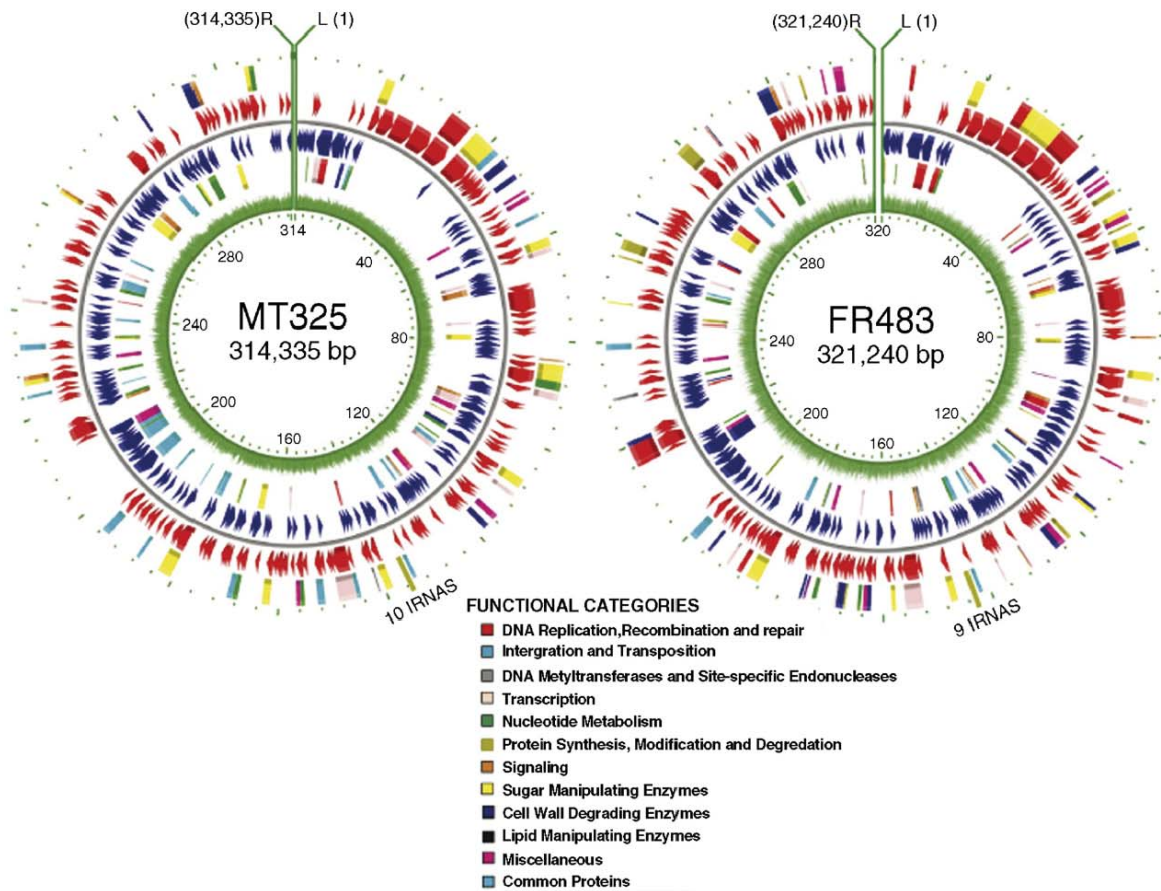 (314,335)R L (1)
(321,240)R L (1)
314
40
80
120
160
200
240
280
MT325
314,335 bp
10 IRNAS
320
40
80
120
160
200
240
280
FR483
321,240 bp
9 IRNAS
FUNCTIONAL CATEGORIES
DNA Replication,Recombination and repair
Intergration and Transposition
DNA Metyltransferases and Site-specific Endonucleases
Transcription
Nucleotide Metabolism
Protein Synthesis, Modification and Degredation
Signaling
Sugar Manipulating Enzymes
Cell Wall Degrading Enzymes
Lipid Manipulating Enzymes
Miscellaneous
Common Proteins